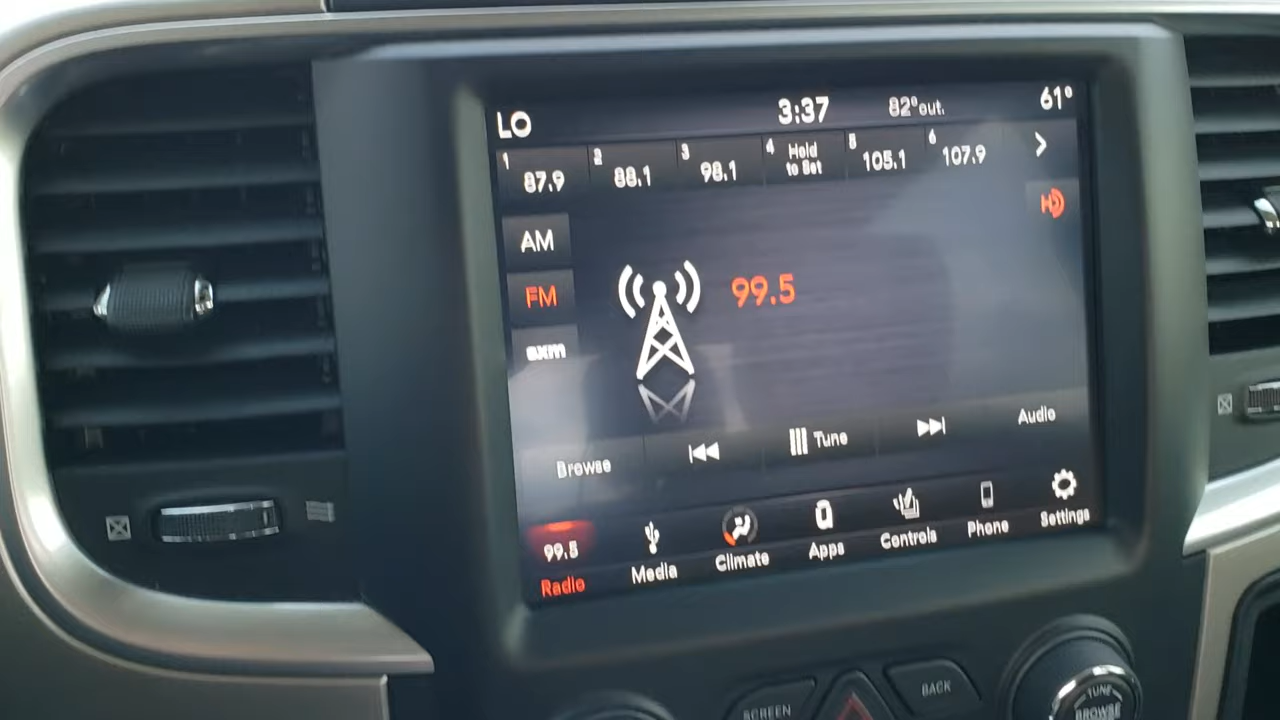 LO 3:37 82°out. 61°
1 87.9 2 88.1 3 98.1 4 Hold to Set 5 105.1 6 107.9
HD
AM
FM 99.5
sxm
Browse Tune Audio
99.5
Radio Media Climate Apps Controls Phone Settings
SCREEN BACK TUNE
BROWSE